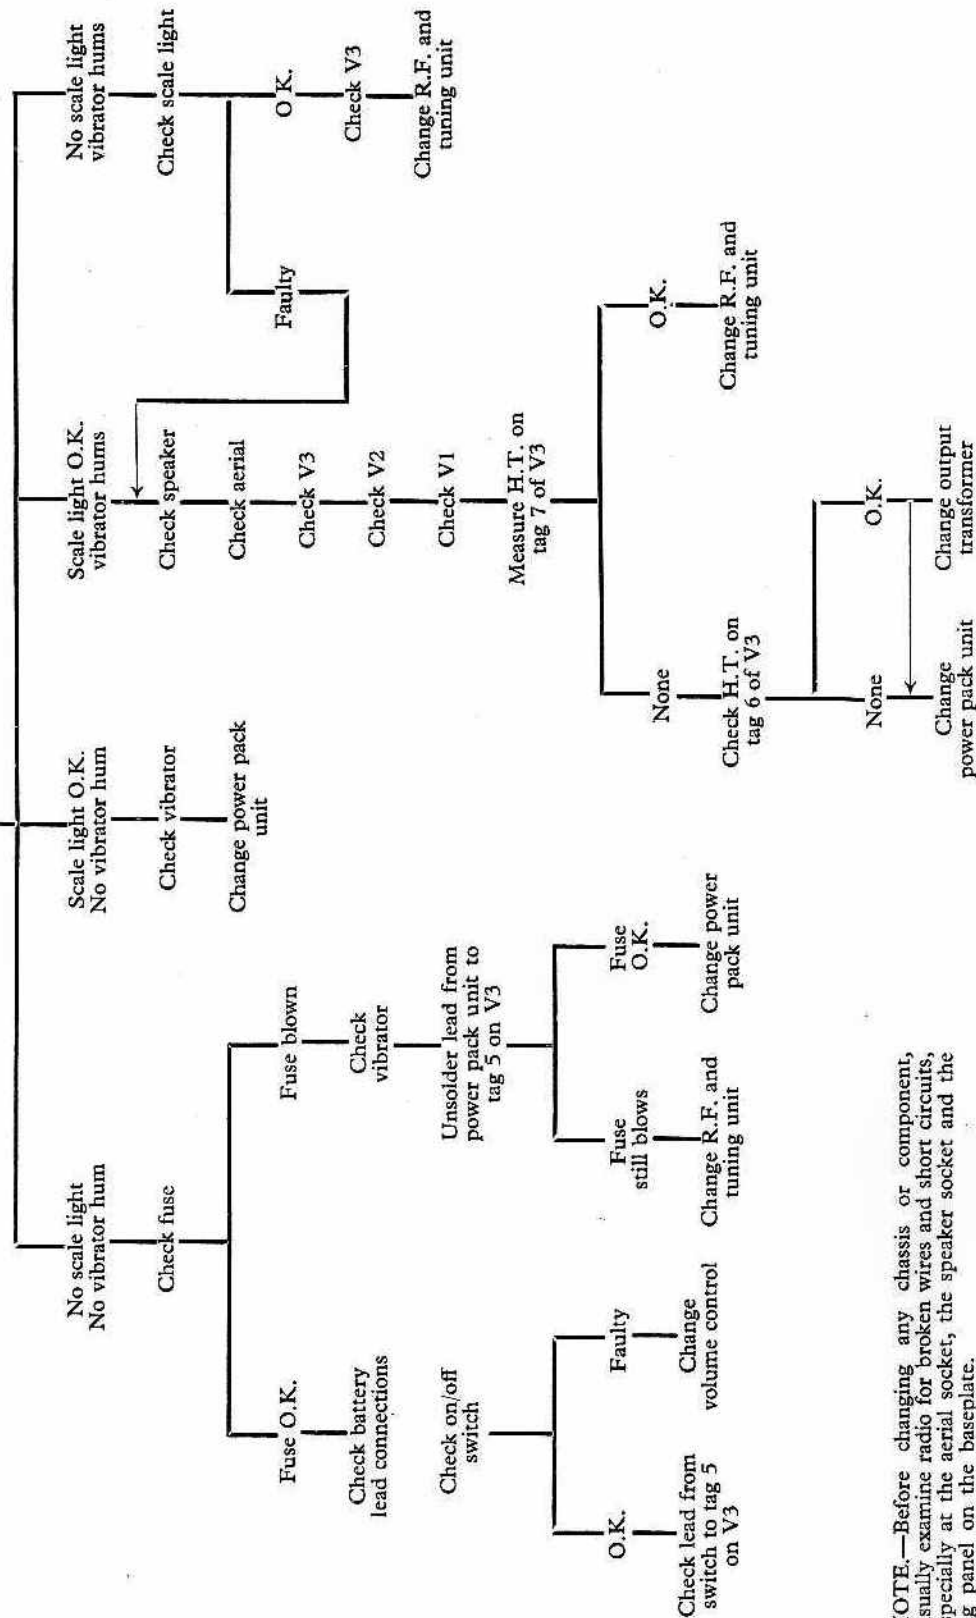 No scale light
No vibrator hum
Check fuse
Fuse O.K.
Check battery
lead connections
Check on/off
switch
O.K.
Check lead from
switch to tag 5
on V3
Faulty
Change
volume control
Fuse blown
Check
vibrator
Unsolder lead from
power pack unit to
tag 5 on V3
Fuse
still blows
Change R.F. and
tuning unit
Fuse
O.K.
Change power
pack unit
Scale light O.K.
No vibrator hum
Check vibrator
Change power pack
unit
Scale light O.K.
vibrator hums
Check speaker
Check aerial
Check V3
Check V2
Check V1
Measure H.T. on
tag 7 of V3
None
Check H.T. on
tag 6 of V3
None
Change
power pack unit
O.K.
Change output
transformer
O.K.
Change R.F. and
tuning unit
No scale light
vibrator hums
Check scale light
Faulty
O K.
Check V3
Change R.F. and
tuning unit
OTE.—Before changing any chassis or component,
sually examine radio for broken wires and short circuits,
specially at the aerial socket, the speaker socket and the
g panel on the baseplate.